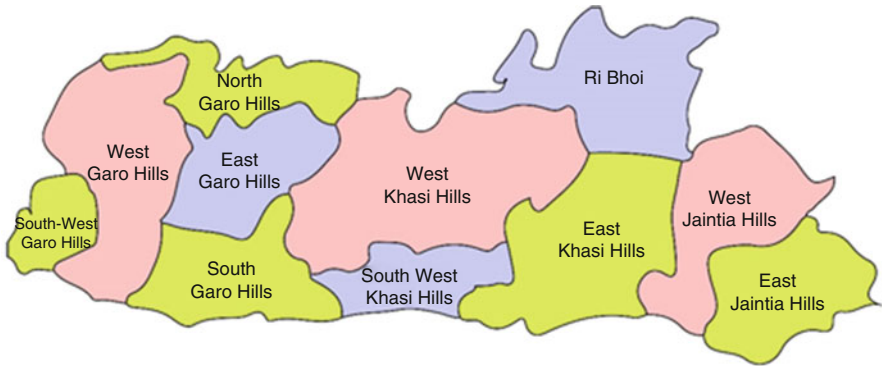 North
Garo Hills
Ri Bhoi
West
Garo Hills
East
Garo Hills
West
Khasi Hills
West
Jaintia Hills
South-West
Garo Hills
East
Khasi Hills
South
Garo Hills
South West
Khasi Hills
East
Jaintia Hills